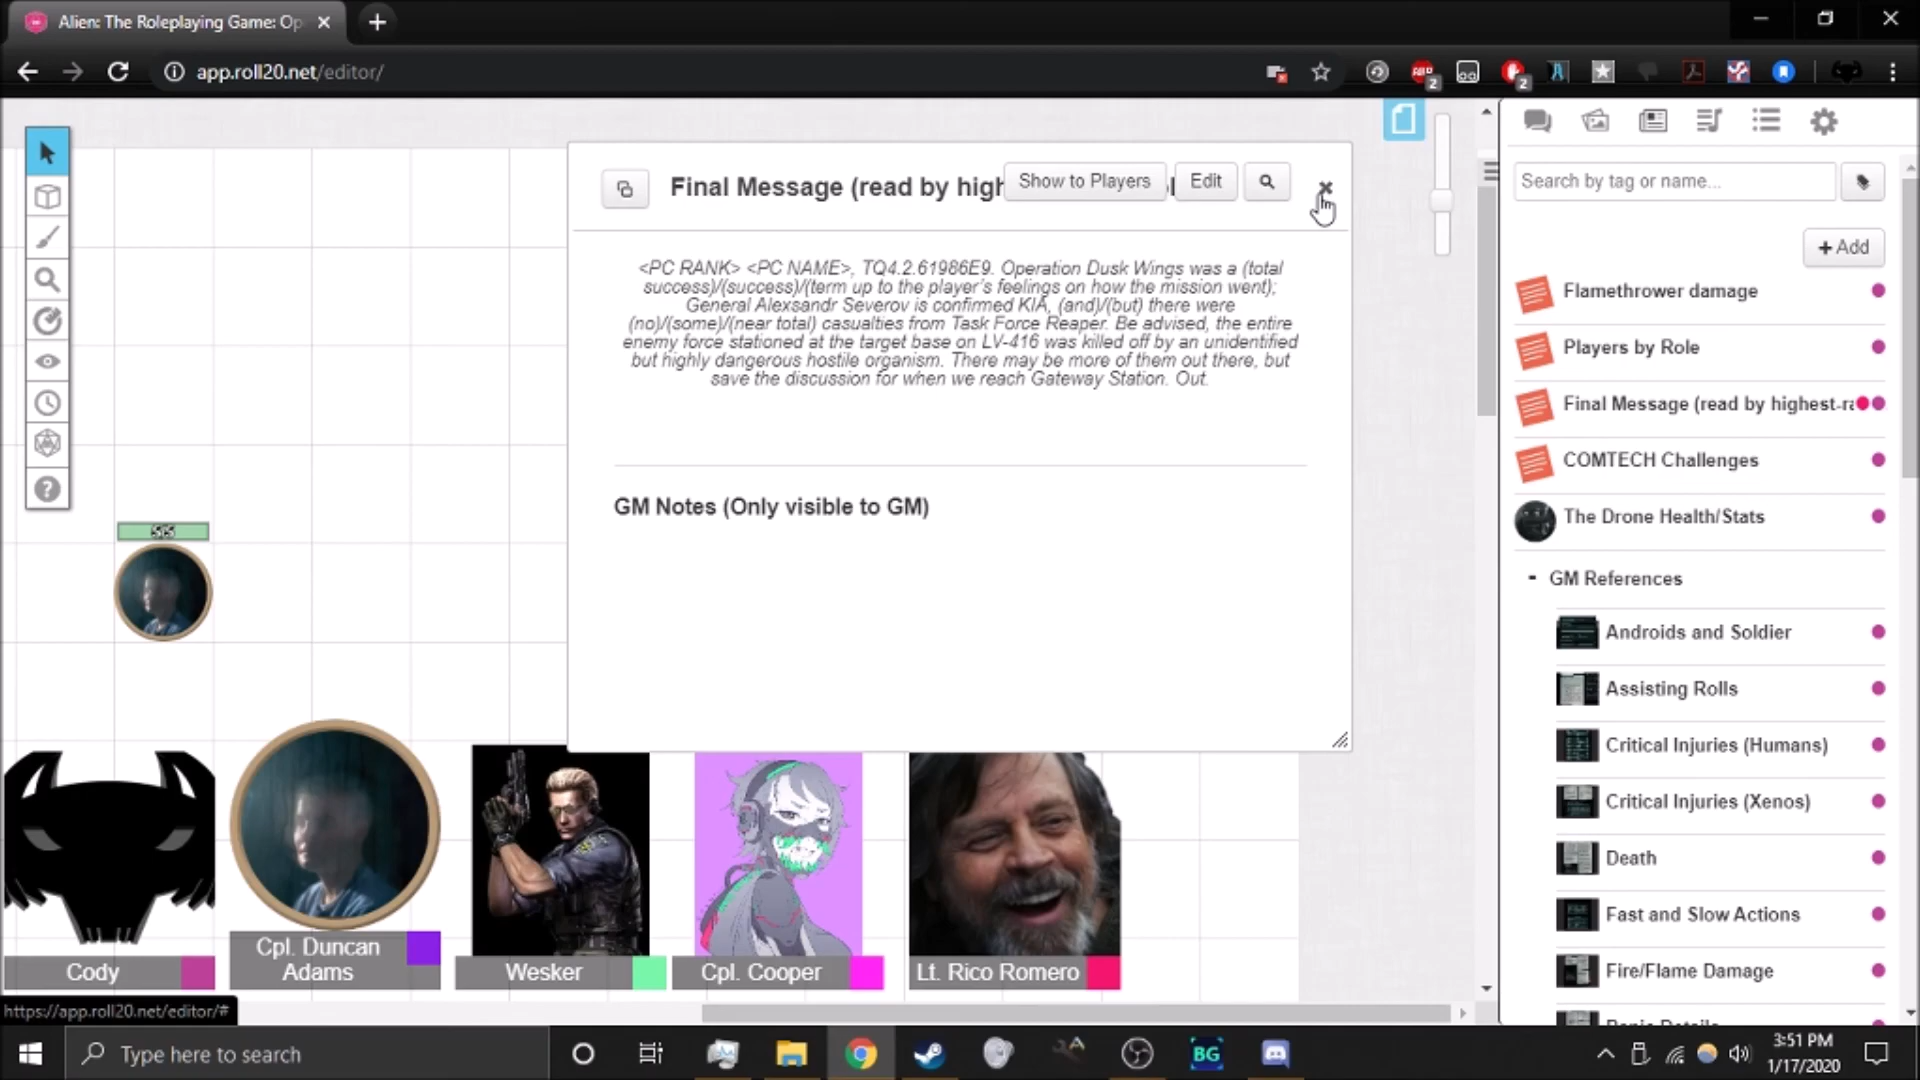 Alien: The Roleplaying Game: Op
app.roll20.net/editor/
2
2
Final Message (read by high
Show to Players
Edit
<PC RANK> <PC NAME>, TQ4.2.61986E9. Operation Dusk Wings was a (total
success)/(success)/(term up to the player's feelings on how the mission went);
General Alexsandr Severov is confirmed KIA, (and)/(but) there were
(no)/(some)/(near total) casualties from Task Force Reaper. Be advised, the entire
enemy force stationed at the target base on LV-416 was killed off by an unidentified
but highly dangerous hostile organism. There may be more of them out there, but
save the discussion for when we reach Gateway Station. Out.
GM Notes (Only visible to GM)
Search by tag or name...
+ Add
Flamethrower damage
Players by Role
Final Message (read by highest-ra
COMTECH Challenges
The Drone Health/Stats
- GM References
Androids and Soldier
Assisting Rolls
Critical Injuries (Humans)
Critical Injuries (Xenos)
Death
Fast and Slow Actions
Fire/Flame Damage
Cody
Cpl. Duncan
Adams
Wesker
Cpl. Cooper
Lt. Rico Romero
https://app.roll20.net/editor/#
Type here to search
BG
3:51 PM
1/17/2020